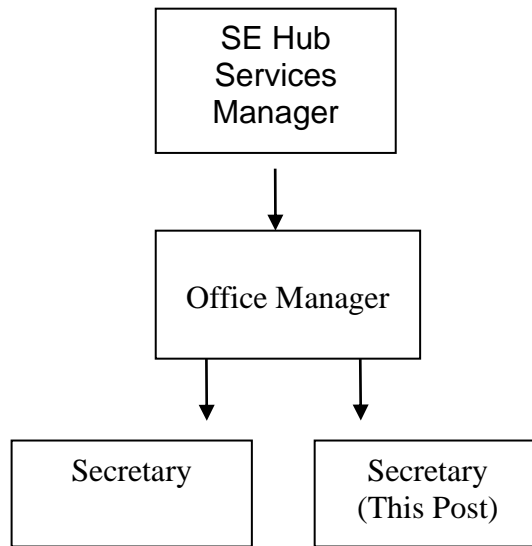 SE Hub
Services
Manager
Office Manager
Secretary
Secretary
(This Post)